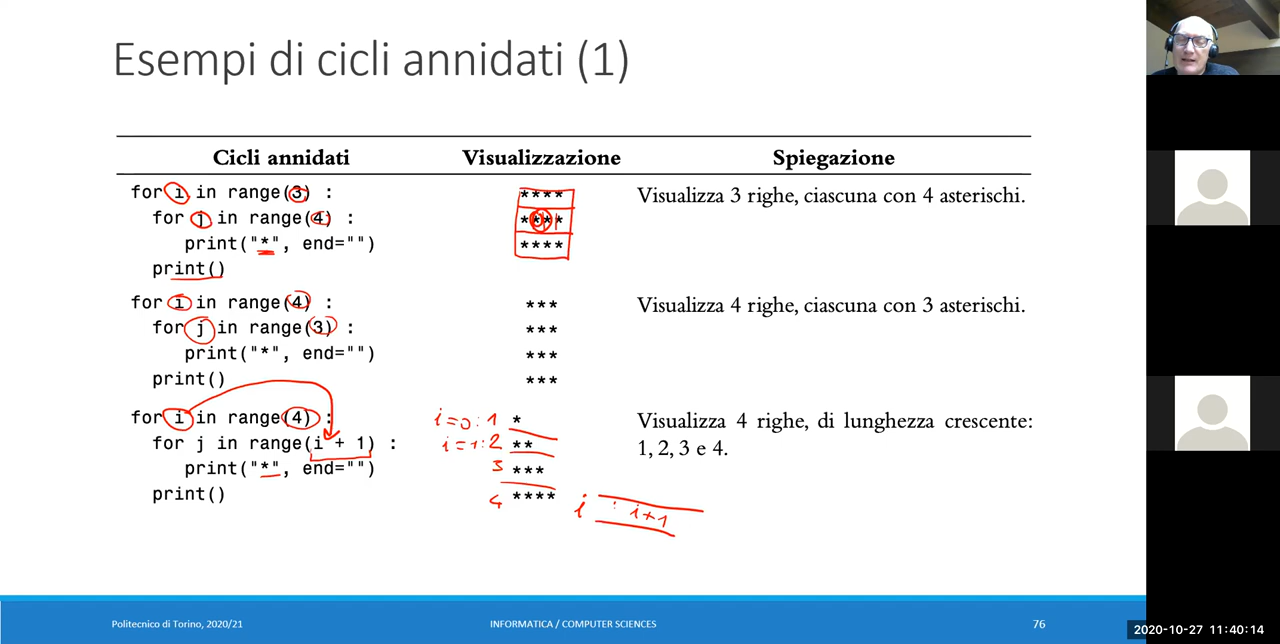 Esempi di cicli annidati (1)
Cicli annidati Visualizzazione Spiegazione
for i in range(3) :
for j in range(4) :
print("*", end="")
print()
****
****
****
Visualizza 3 righe, ciascuna con 4 asterischi.
for i in range(4) :
for j in range(3) :
print("*", end="")
print()
***
***
***
***
Visualizza 4 righe, ciascuna con 3 asterischi.
for i in range(4) :
for j in range(i + 1) :
print("*", end="")
print()
i=0:1 *
i=1:2 **
3 ***
4 ****
i : i+1
Visualizza 4 righe, di lunghezza crescente:
1, 2, 3 e 4.
Politecnico di Torino, 2020/21 INFORMATICA / COMPUTER SCIENCES 76
2020-10-27 11:40:14